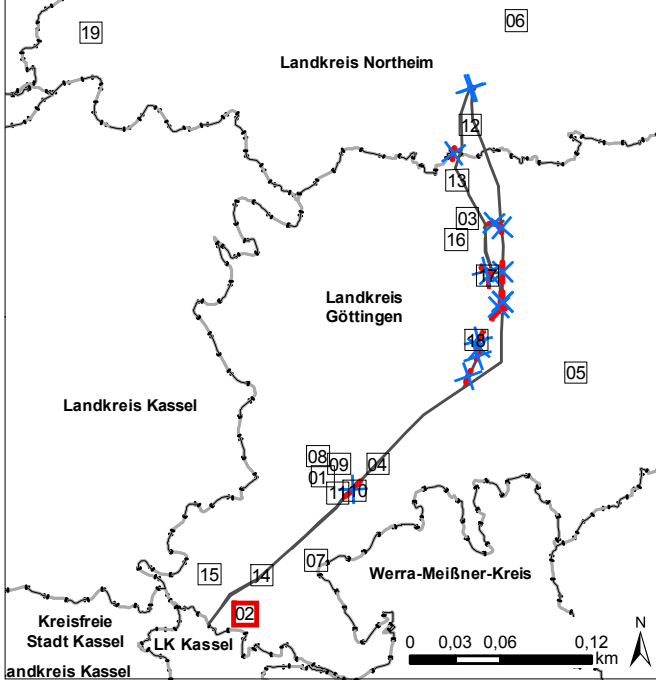 06
19
Landkreis Northeim
12
13
03
16
17
Landkreis
Göttingen
18
05
Landkreis Kassel
08
09
04
01
11
10
07
15
14
Werra-Meißner-Kreis
02
Kreisfreie
Stadt Kassel
LK Kassel
andkreis Kassel
N
0 0,03 0,06 0,12
km